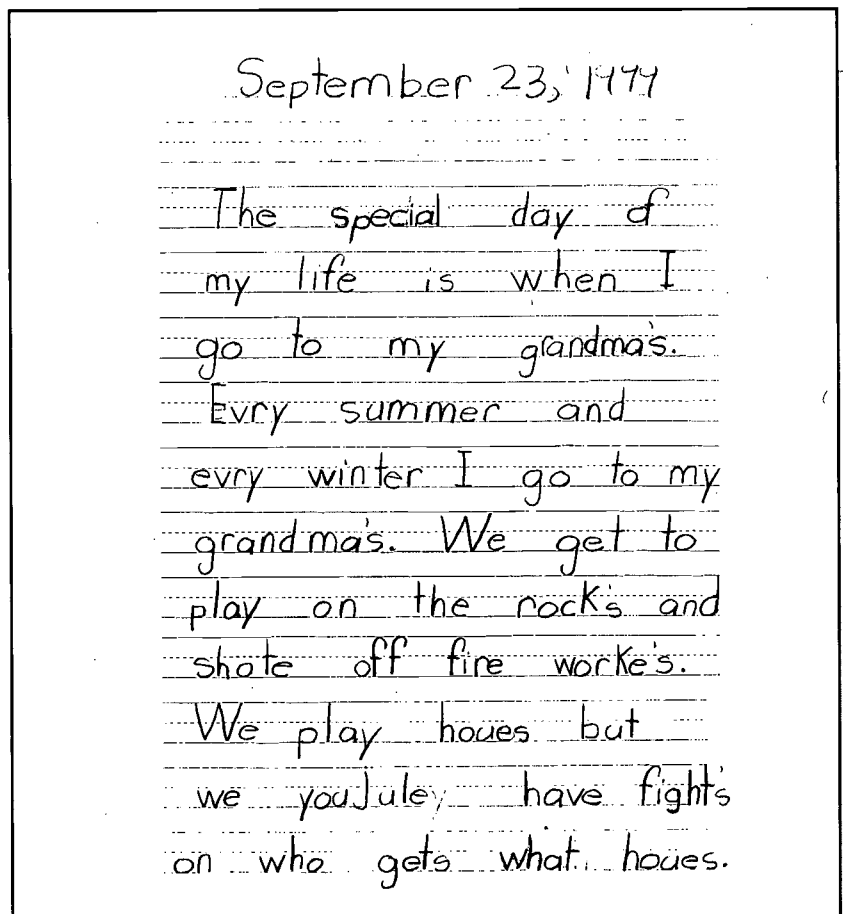 September 23, 1999
The special day of
my life is when I
go to my grandma's.
Evry summer and
evry winter I go to my
grandma's. We get to
play on the rock's and
shote off fire worke's.
We play houes but
we youJuley have fight's
on who gets what houes.